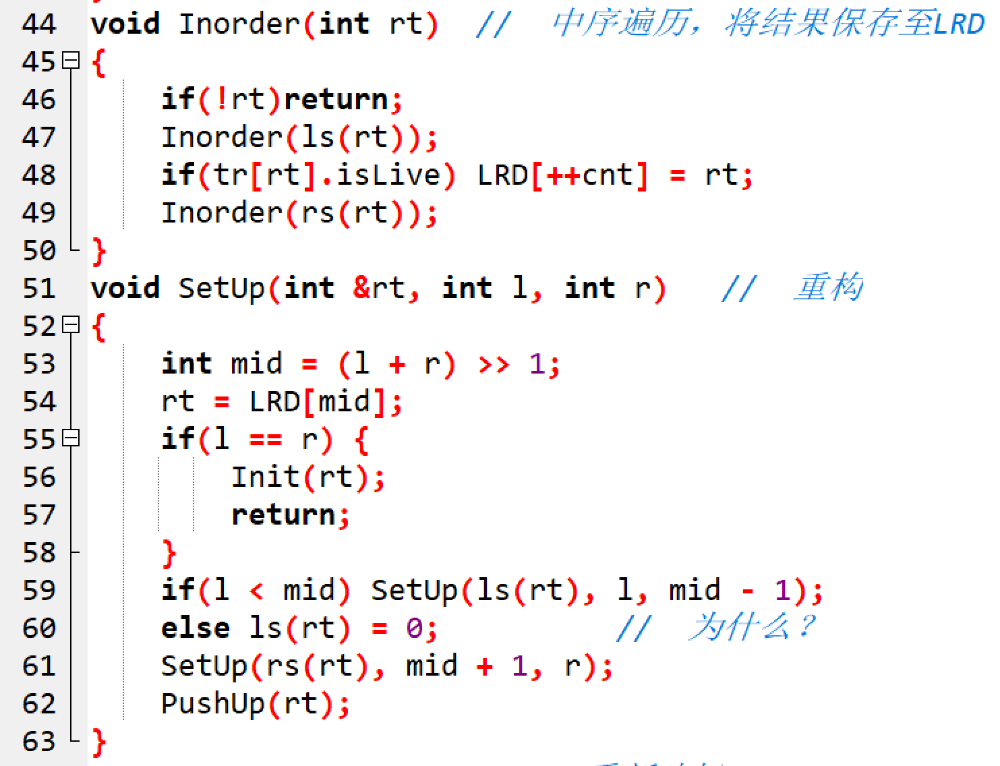 44 void Inorder(int rt)  //  中序遍历，将结果保存至LRD
45 {
46     if(!rt)return;
47     Inorder(ls(rt));
48     if(tr[rt].isLive) LRD[++cnt] = rt;
49     Inorder(rs(rt));
50 }
51 void SetUp(int &rt, int l, int r)   //  重构
52 {
53     int mid = (l + r) >> 1;
54     rt = LRD[mid];
55     if(l == r) {
56         Init(rt);
57         return;
58     }
59     if(l < mid) SetUp(ls(rt), l, mid - 1);
60     else ls(rt) = 0;          //  为什么？
61     SetUp(rs(rt), mid + 1, r);
62     PushUp(rt);
63 }